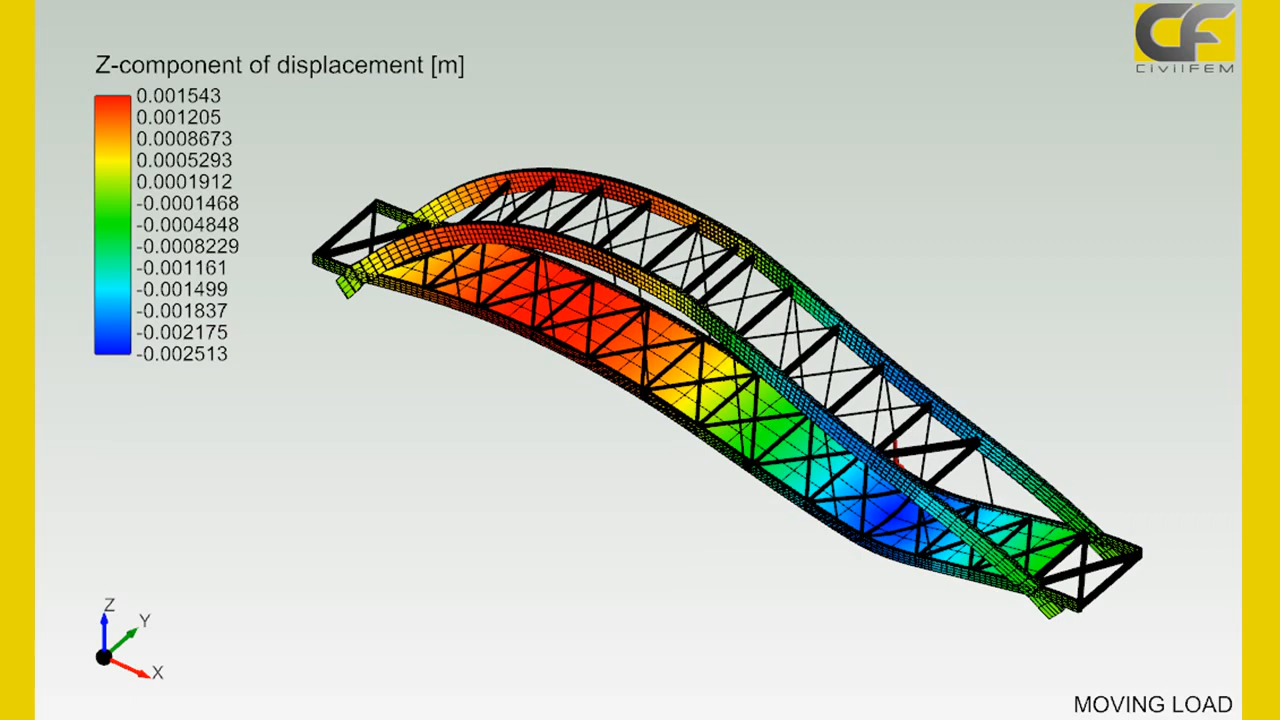 CF
CIVILFEM
Z-component of displacement [m]
0.001543
0.001205
0.0008673
0.0005293
0.0001912
-0.0001468
-0.0004848
-0.0008229
-0.001161
-0.001499
-0.001837
-0.002175
-0.002513
Z
Y
X
MOVING LOAD